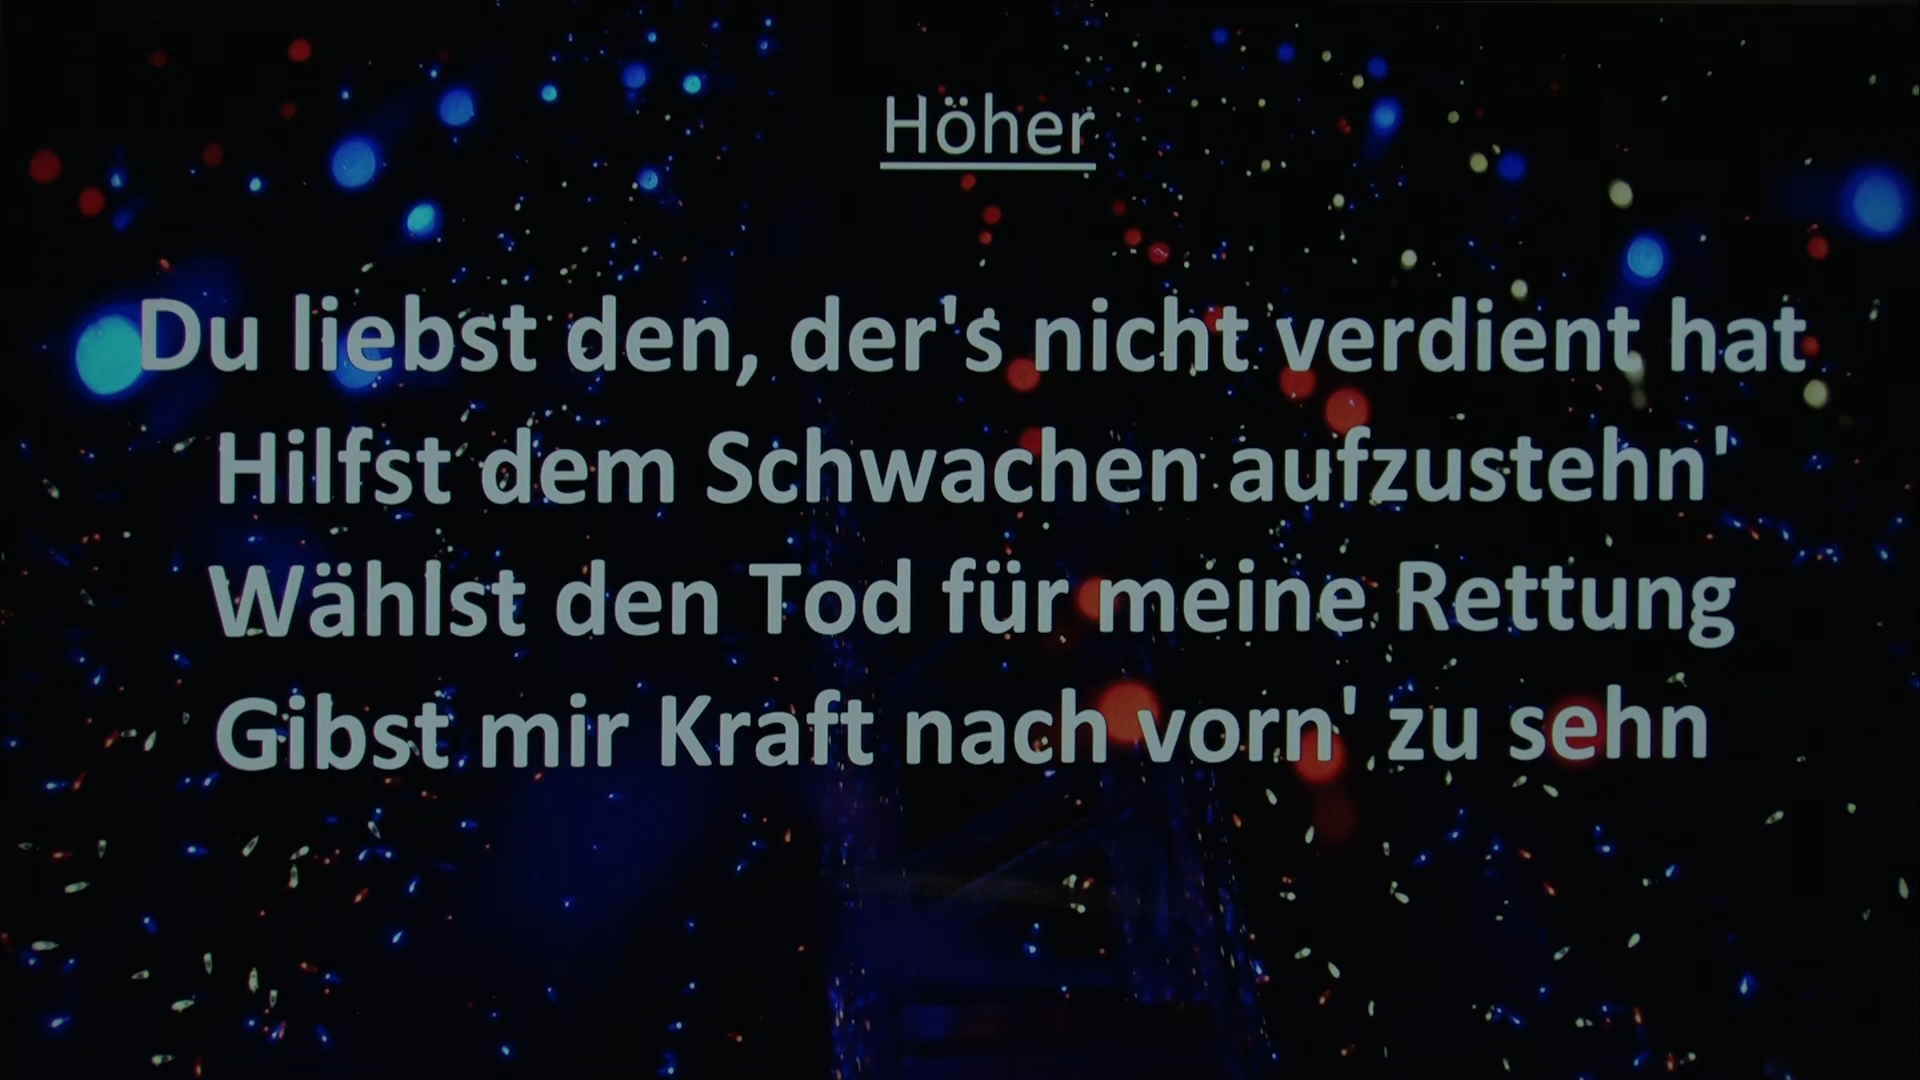 Höher
Du liebst den, der's nicht verdient hat
Hilfst dem Schwachen aufzustehn'
Wählst den Tod für meine Rettung
Gibst mir Kraft nach vorn' zu sehn